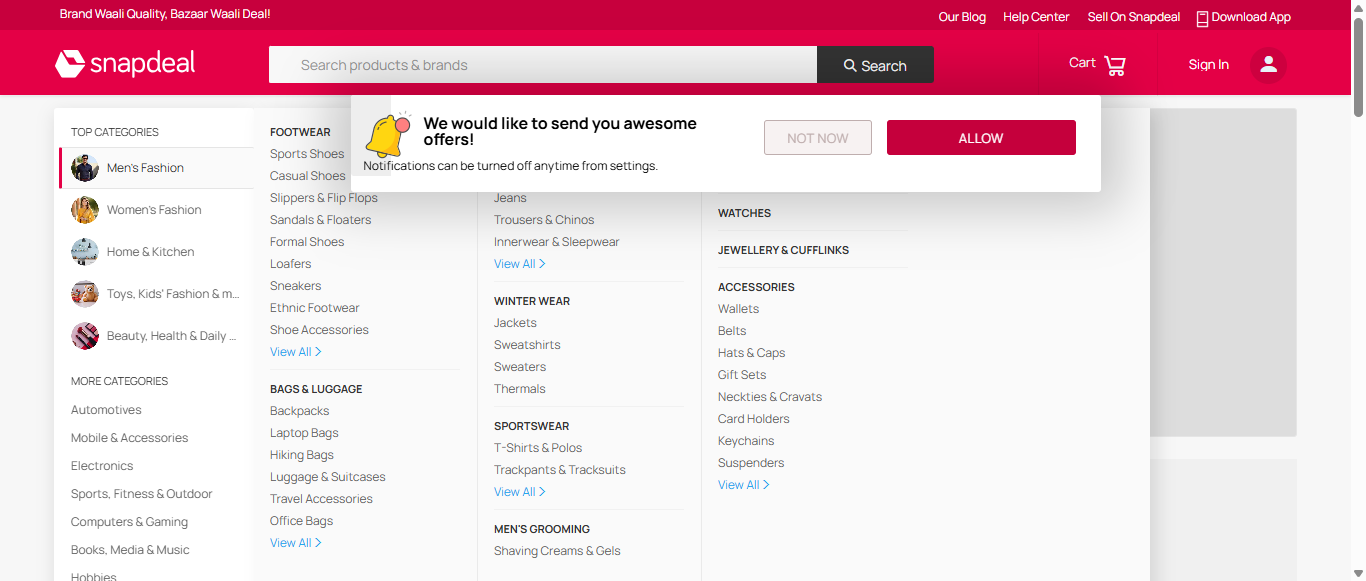 Brand Waali Quality, Bazaar Waali Deal!
Our Blog
Help Center
Sell On Snapdeal
Download App
snapdeal
Search products & brands
Search
Cart
Sign In
We would like to send you awesome
offers!
Notifications can be turned off anytime from settings.
NOT NOW
ALLOW
TOP CATEGORIES
Men's Fashion
Women's Fashion
Home & Kitchen
Toys, Kids' Fashion & m...
Beauty, Health & Daily ...
MORE CATEGORIES
Automotives
Mobile & Accessories
Electronics
Sports, Fitness & Outdoor
Computers & Gaming
Books, Media & Music
Hobbies
FOOTWEAR
Sports Shoes
Casual Shoes
Slippers & Flip Flops
Sandals & Floaters
Formal Shoes
Loafers
Sneakers
Ethnic Footwear
Shoe Accessories
View All >
BAGS & LUGGAGE
Backpacks
Laptop Bags
Hiking Bags
Luggage & Suitcases
Travel Accessories
Office Bags
View All >
Jeans
Trousers & Chinos
Innerwear & Sleepwear
View All >
WINTER WEAR
Jackets
Sweatshirts
Sweaters
Thermals
SPORTSWEAR
T-Shirts & Polos
Trackpants & Tracksuits
View All >
MEN'S GROOMING
Shaving Creams & Gels
WATCHES
JEWELLERY & CUFFLINKS
ACCESSORIES
Wallets
Belts
Hats & Caps
Gift Sets
Neckties & Cravats
Card Holders
Keychains
Suspenders
View All >